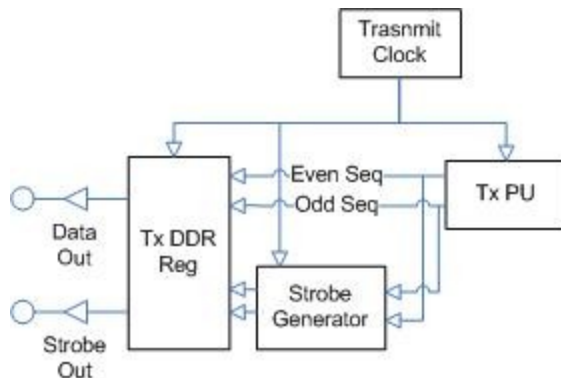 Trasnmit
Clock
Even Seq
Odd Seq
Tx PU
Tx DDR
Reg
Data
Out
Strobe
Generator
Strobe
Out